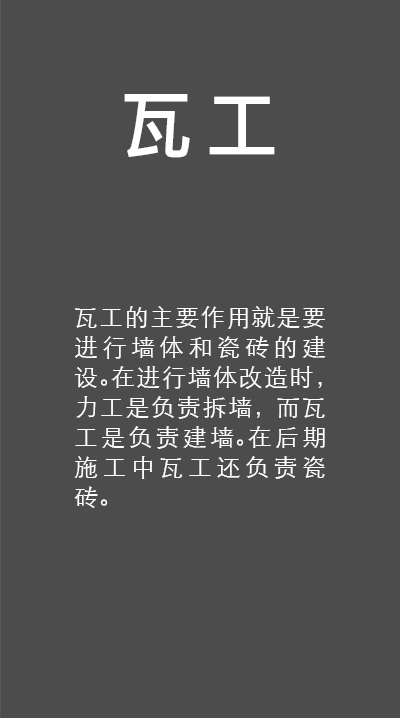 瓦工
瓦工的主要作用就是要
进行墙体和瓷砖的建
设。在进行墙体改造时，
力工是负责拆墙，而瓦
工是负责建墙。在后期
施工中瓦工还负责瓷
砖。